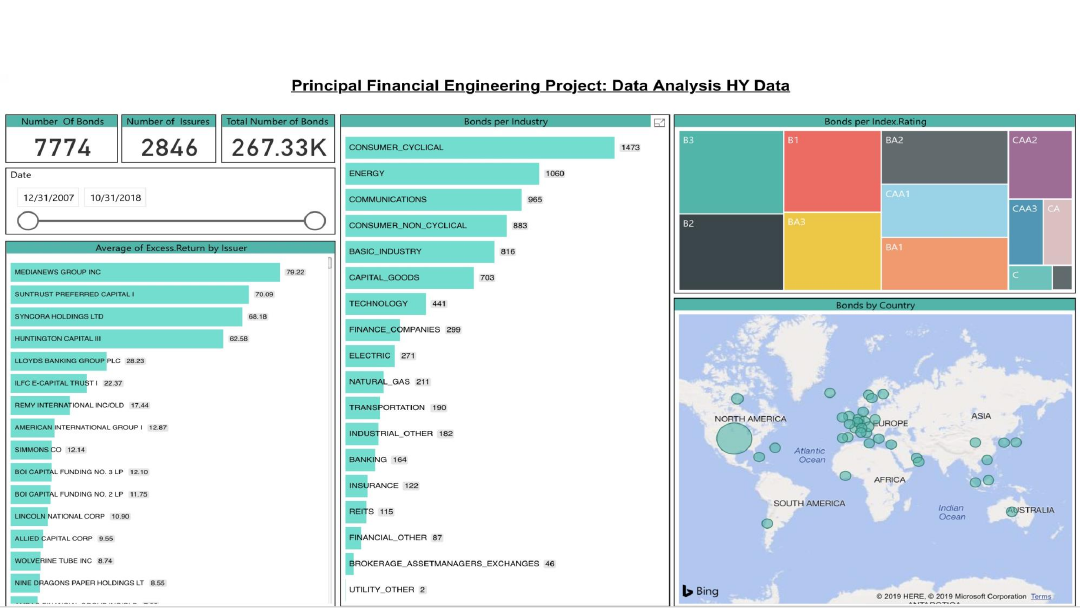 Principal Financial Engineering Project: Data Analysis HY Data
Number Of Bonds
7774
Number of Issures
2846
Total Number of Bonds
267.33K
Date
12/31/2007
10/31/2018
Average of Excess.Return by Issuer
MEDIANEWS GROUP INC 79.22
SUNTRUST PREFERRED CAPITAL I 70.09
SYNCORA HOLDINGS LTD 68.18
HUNTINGTON CAPITAL III 62.58
LLOYDS BANKING GROUP PLC 28.23
ILFC E-CAPITAL TRUST I 22.37
REMY INTERNATIONAL INC/OLD 17.44
AMERICAN INTERNATIONAL GROUP I 12.87
SIMMONS CO 12.14
BOI CAPITAL FUNDING NO. 3 LP 12.10
BOI CAPITAL FUNDING NO. 2 LP 11.75
LINCOLN NATIONAL CORP 10.90
ALLIED CAPITAL CORP 9.55
WOLVERINE TUBE INC 8.74
NINE DRAGONS PAPER HOLDINGS LT 8.55
Bonds per Industry
CONSUMER_CYCLICAL 1473
ENERGY 1060
COMMUNICATIONS 965
CONSUMER_NON_CYCLICAL 883
BASIC_INDUSTRY 816
CAPITAL_GOODS 703
TECHNOLOGY 441
FINANCE_COMPANIES 299
ELECTRIC 271
NATURAL_GAS 211
TRANSPORTATION 190
INDUSTRIAL_OTHER 182
BANKING 164
INSURANCE 122
REITS 115
FINANCIAL_OTHER 87
BROKERAGE_ASSETMANAGERS_EXCHANGES 46
UTILITY_OTHER 2
Bonds per Index.Rating
B3
B2
B1
BA3
BA2
CAA1
BA1
CAA2
CAA3
CA
C
Bonds by Country
NORTH AMERICA
EUROPE
ASIA
Atlantic
Ocean
AFRICA
SOUTH AMERICA
Indian
Ocean
AUSTRALIA
Bing
© 2019 HERE, © 2019 Microsoft Corporation Terms
ANTARCTICA